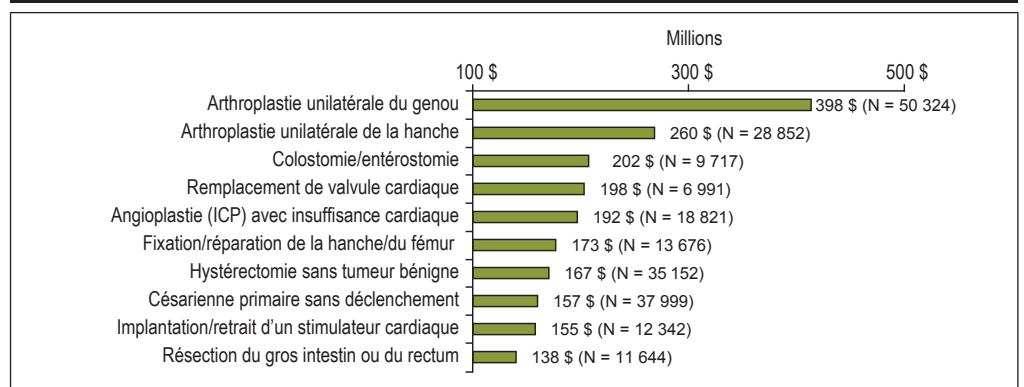 Millions
100 $ 300 $ 500 $
Arthroplastie unilatérale du genou 398 $ (N = 50 324)
Arthroplastie unilatérale de la hanche 260 $ (N = 28 852)
Colostomie/entérostomie 202 $ (N = 9 717)
Remplacement de valvule cardiaque 198 $ (N = 6 991)
Angioplastie (ICP) avec insuffisance cardiaque 192 $ (N = 18 821)
Fixation/réparation de la hanche/du fémur 173 $ (N = 13 676)
Hystérectomie sans tumeur bénigne 167 $ (N = 35 152)
Césarienne primaire sans déclenchement 157 $ (N = 37 999)
Implantation/retrait d’un stimulateur cardiaque 155 $ (N = 12 342)
Résection du gros intestin ou du rectum 138 $ (N = 11 644)